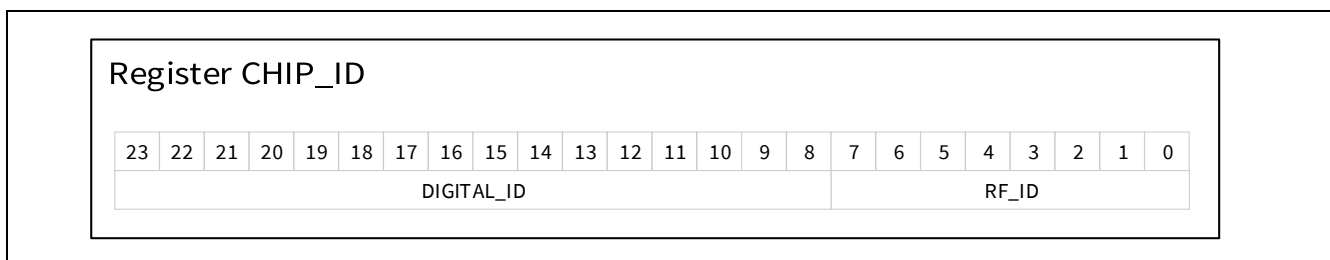 Register CHIP_ID
23 22 21 20 19 18 17 16 15 14 13 12 11 10 9 8 7 6 5 4 3 2 1 0
DIGITAL_ID RF_ID